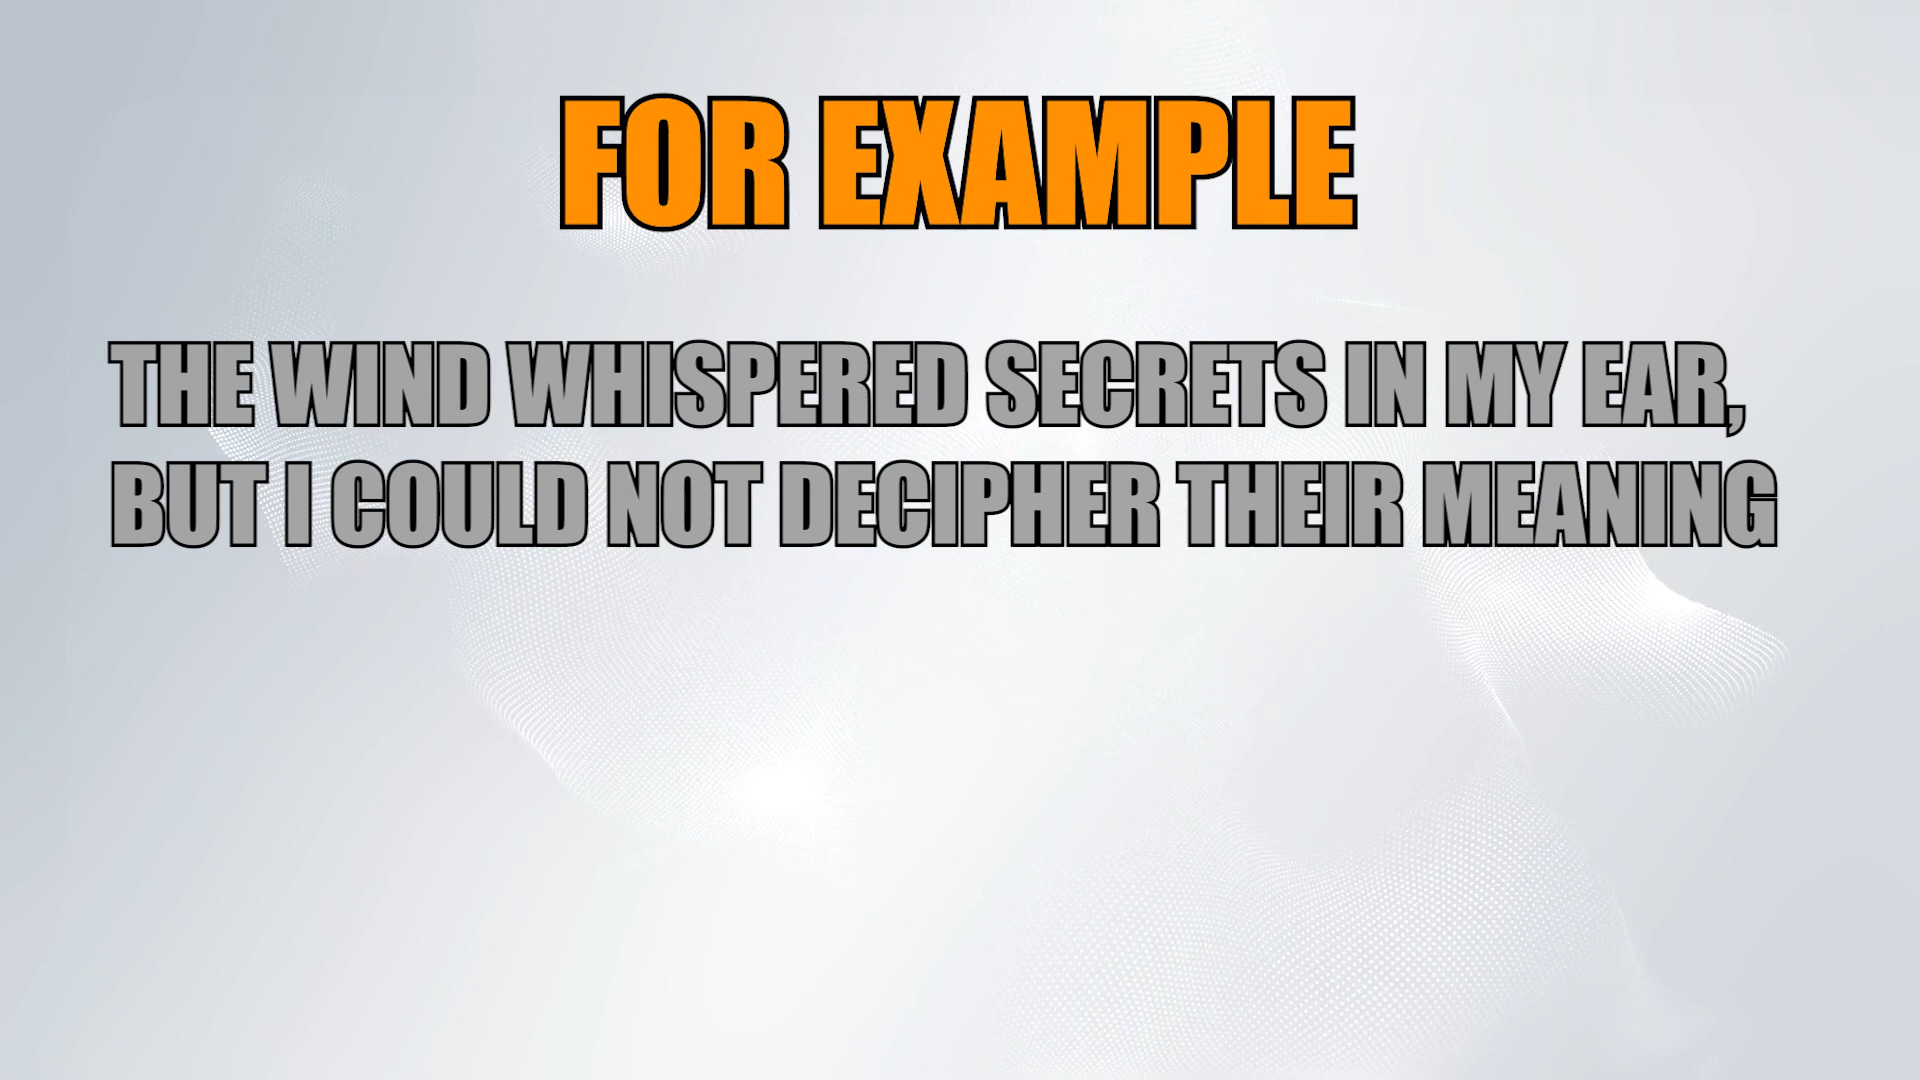 FOR EXAMPLE
THE WIND WHISPERED SECRETS IN MY EAR,
BUT I COULD NOT DECIPHER THEIR MEANING